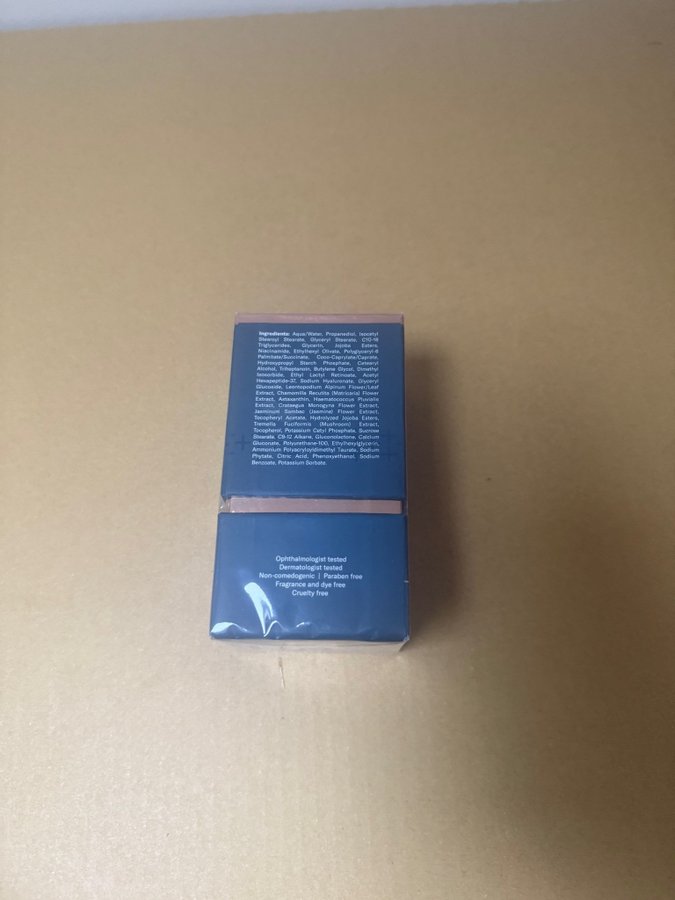 Ingredients: Aqua/Water, Propanediol, Isocetyl
Stearoyl Stearate, Glyceryl Stearate, C10-18
Triglycerides, Glycerin, Jojoba Esters,
Niacinamide, Ethylhexyl Olivate, Polyglyceryl-6
Palmitate/Succinate, Coco-Caprylate/Caprate,
Hydroxypropyl Starch Phosphate, Cetearyl
Alcohol, Triheptanoin, Butylene Glycol, Dimethyl
Isosorbide, Ethyl Lactyl Retinoate, Acetyl
Hexapeptide-37, Sodium Hyaluronate, Glyceryl
Glucoside, Leontopodium Alpinum Flower/Leaf
Extract, Chamomilla Recutita (Matricaria) Flower
Extract, Astaxanthin, Haematococcus Pluvialis
Extract, Crataegus Monogyna Flower Extract,
Jasminum Sambac (Jasmine) Flower Extract,
Tocopheryl Acetate, Hydrolyzed Jojoba Esters,
Tremella Fuciformis (Mushroom) Extract,
Tocopherol, Potassium Cetyl Phosphate, Sucrose
Stearate, C9-12 Alkane, Gluconolactone, Calcium
Gluconate, Polyurethane-100, Ethylhexylglycerin,
Ammonium Polyacryloyldimethyl Taurate, Sodium
Phytate, Citric Acid, Phenoxyethanol, Sodium
Benzoate, Potassium Sorbate.
Ophthalmologist tested
Dermatologist tested
Non-comedogenic | Paraben free
Fragrance and dye free
Cruelty free